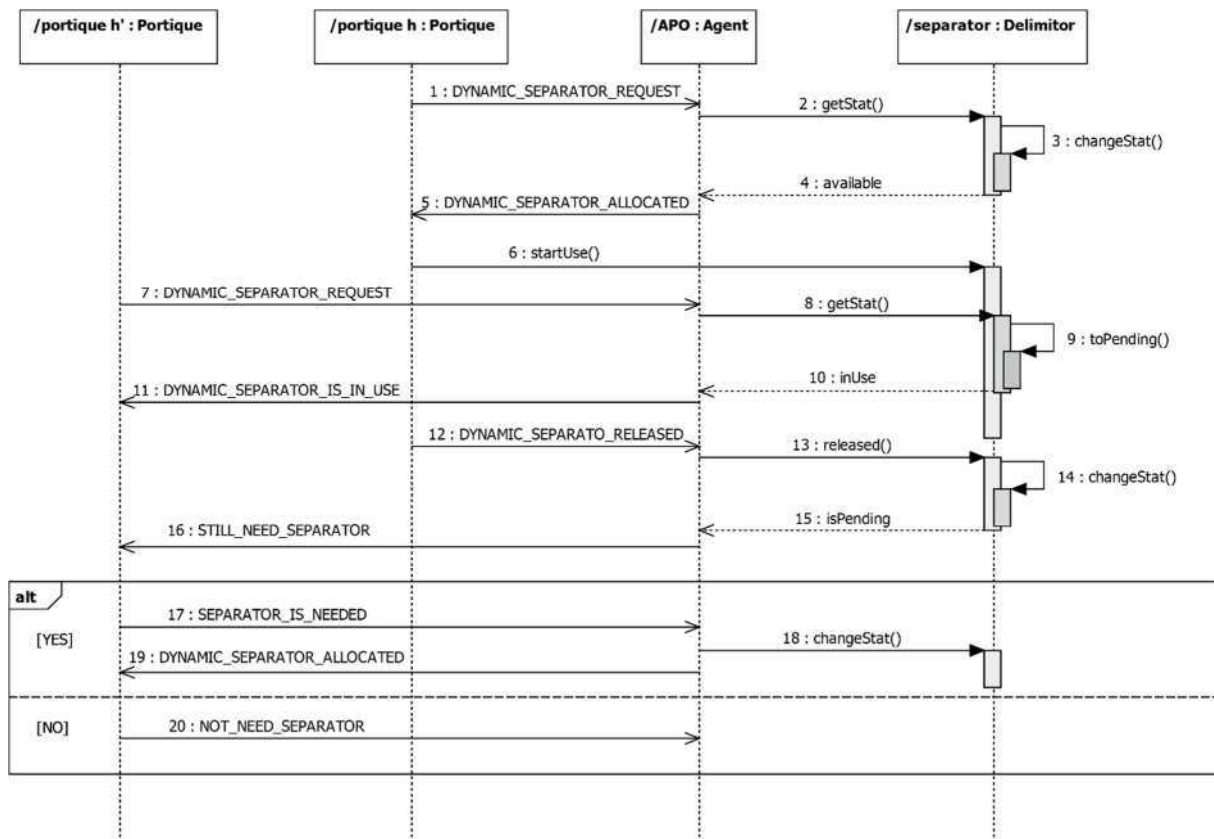 /portique h' : Portique
/portique h : Portique
/APO : Agent
/separator : Delimitor
1 : DYNAMIC_SEPARATOR_REQUEST
2 : getStat()
3 : changeStat()
4 : available
5 : DYNAMIC_SEPARATOR_ALLOCATED
6 : startUse()
7 : DYNAMIC_SEPARATOR_REQUEST
8 : getStat()
9 : toPending()
10 : inUse
11 : DYNAMIC_SEPARATOR_IS_IN_USE
12 : DYNAMIC_SEPARATO_RELEASED
13 : released()
14 : changeStat()
15 : isPending
16 : STILL_NEED_SEPARATOR
alt
17 : SEPARATOR_IS_NEEDED
[YES]
18 : changeStat()
19 : DYNAMIC_SEPARATOR_ALLOCATED
[NO]
20 : NOT_NEED_SEPARATOR